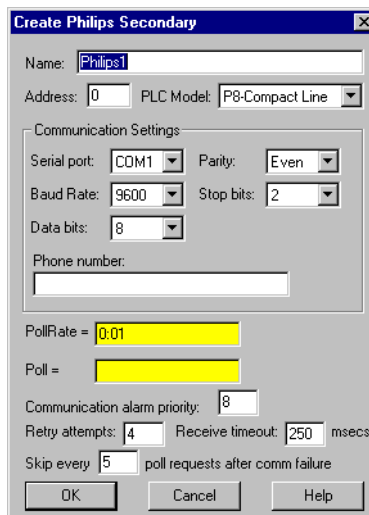 Create Philips Secondary
Name: Philips1
Address: 0 PLC Model: P8-Compact Line
Communication Settings
Serial port: COM1 Parity: Even
Baud Rate: 9600 Stop bits: 2
Data bits: 8
Phone number:
PollRate = 0:01
Poll =
Communication alarm priority: 8
Retry attempts: 4 Receive timeout: 250 msecs
Skip every 5 poll requests after comm failure
OK Cancel Help